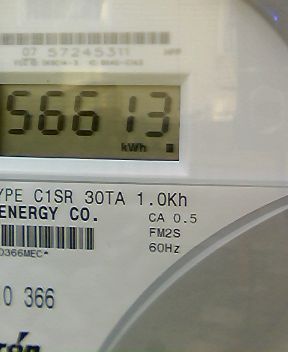 07 57245311
56613
kWh
YPE C1SR 30TA 1.0Kh
ENERGY CO.
CA 0.5
FM2S
60Hz
0366MEC*
0 366
rón